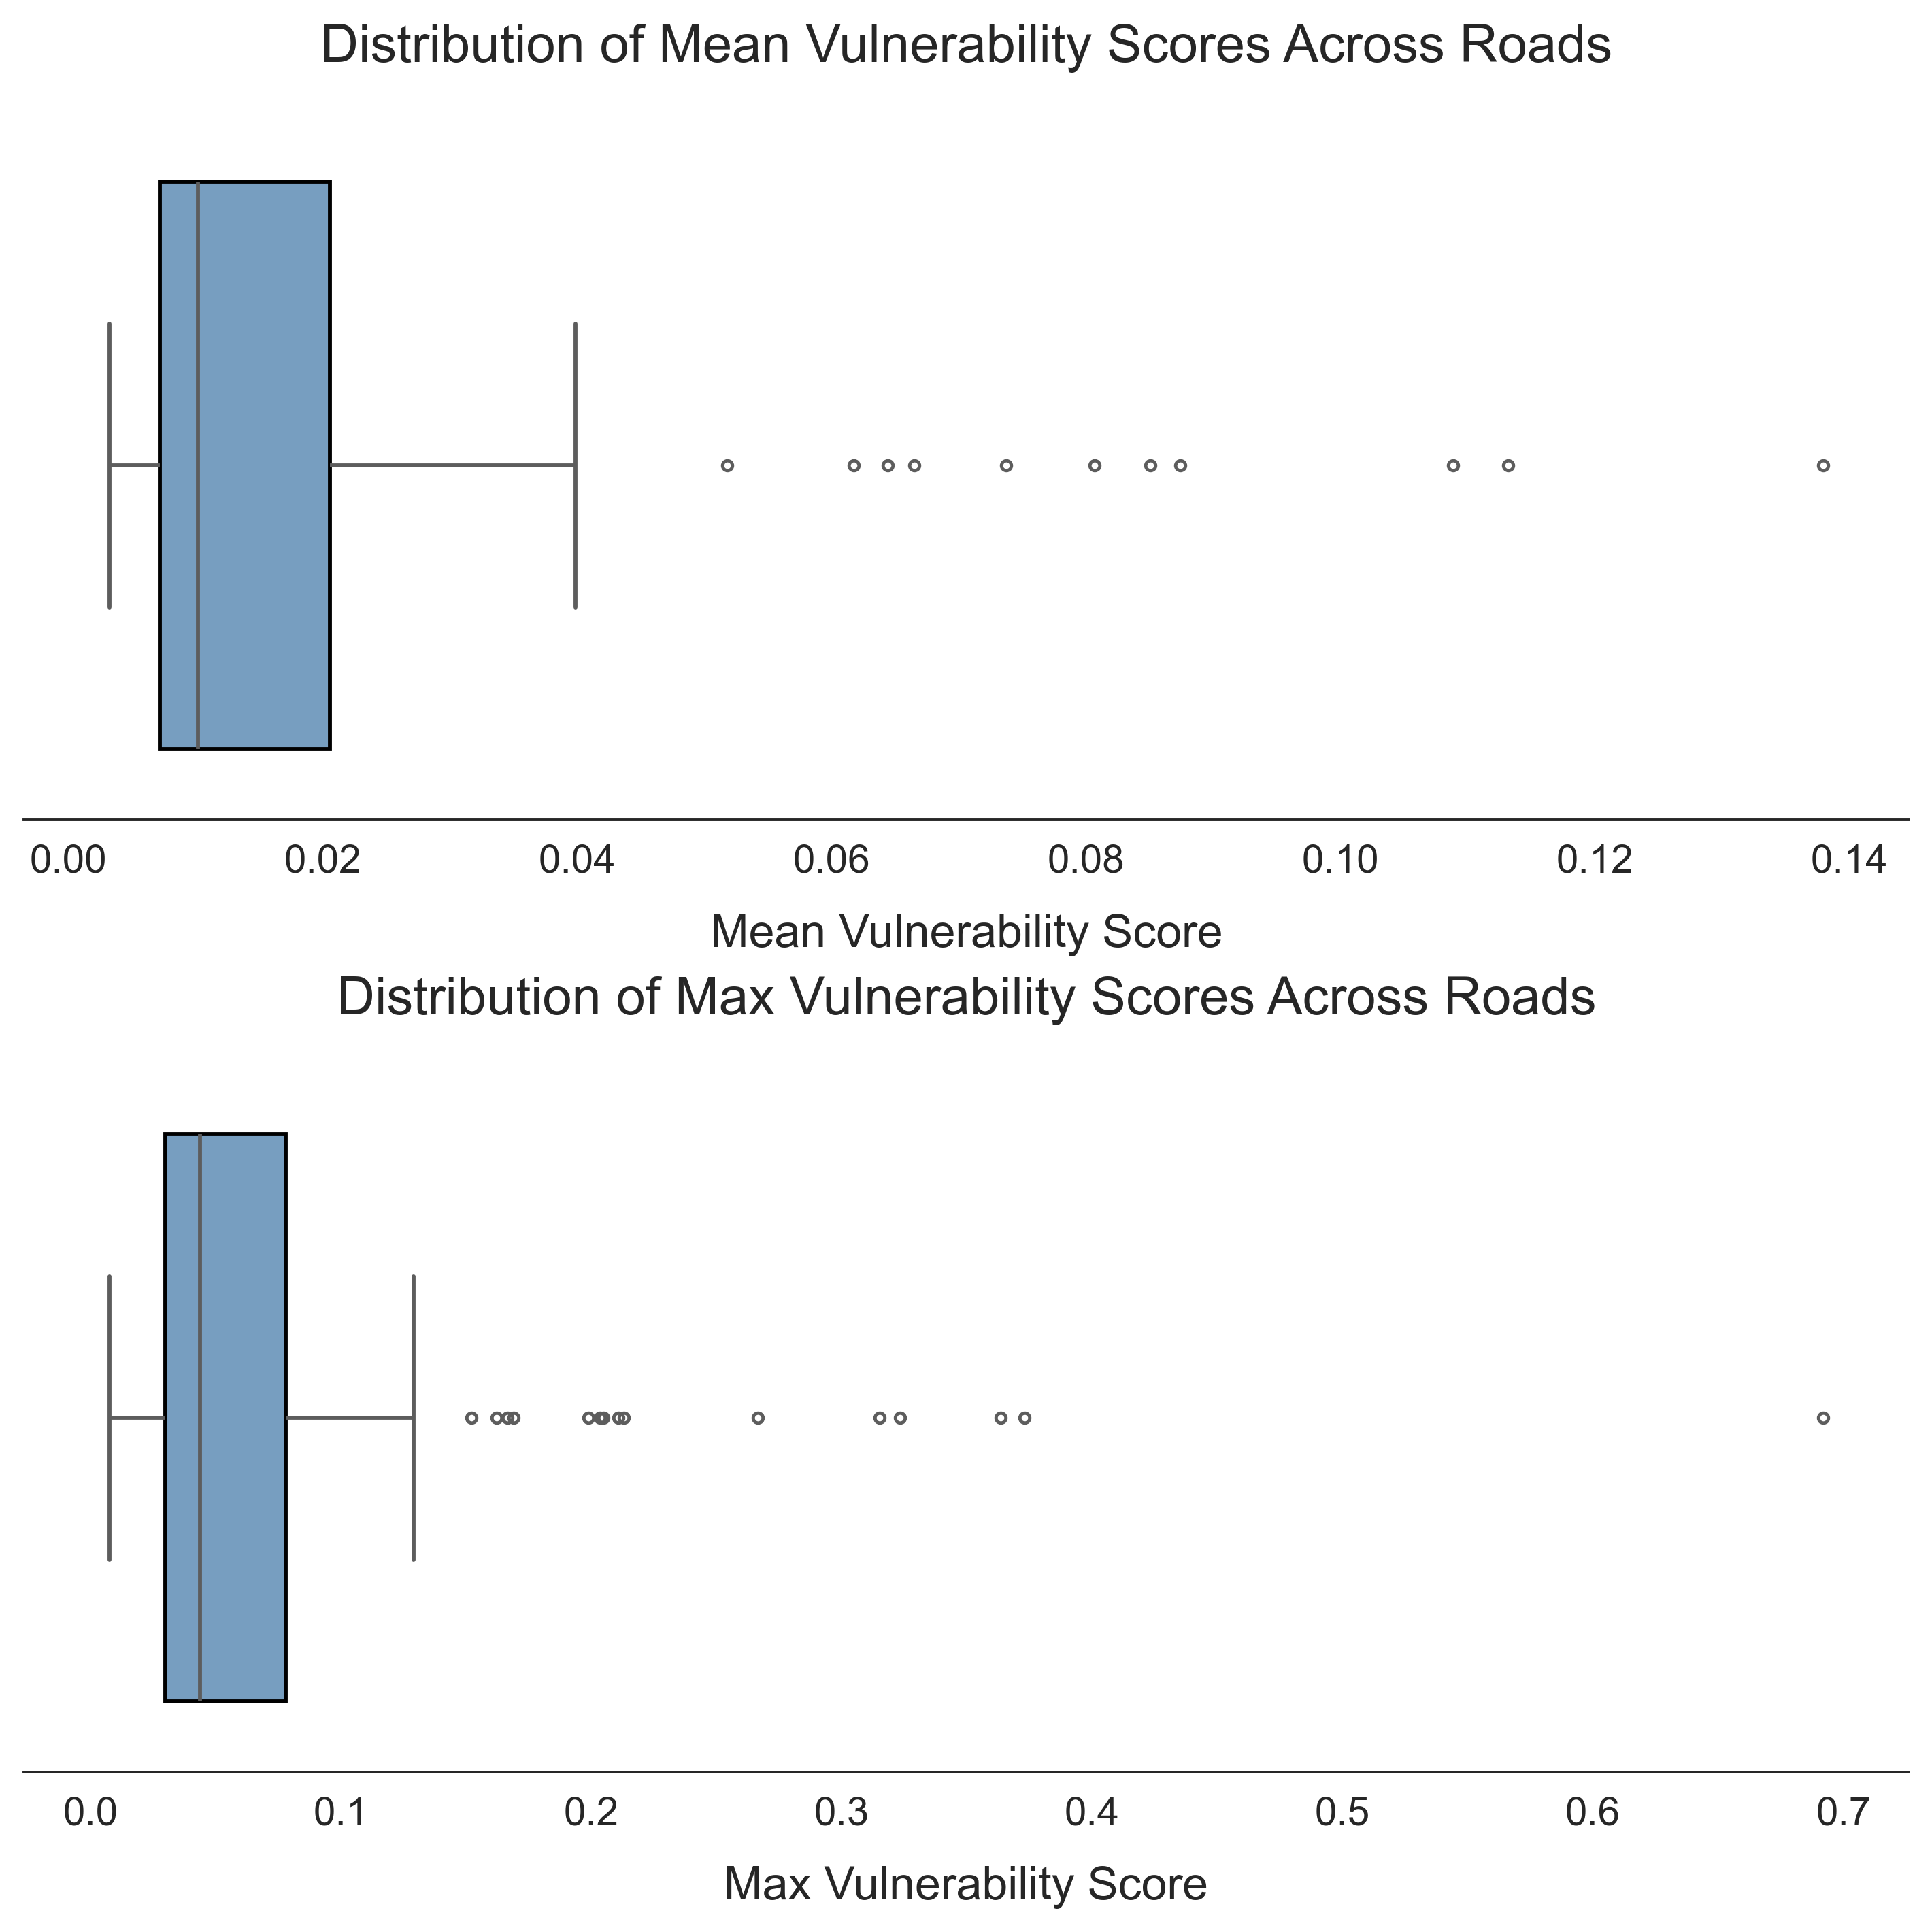 Distribution of Mean Vulnerability Scores Across Roads
0.00 0.02 0.04 0.06 0.08 0.10 0.12 0.14
Mean Vulnerability Score
Distribution of Max Vulnerability Scores Across Roads
0.0 0.1 0.2 0.3 0.4 0.5 0.6 0.7
Max Vulnerability Score